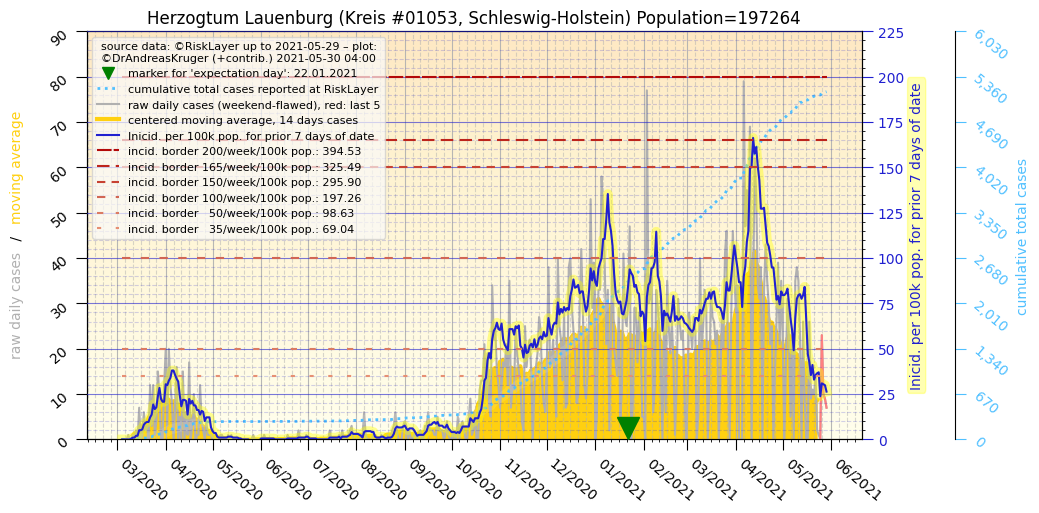 Herzogtum Lauenburg (Kreis #01053, Schleswig-Holstein) Population=197264
source data: ©RiskLayer up to 2021-05-29 – plot:
©DrAndreasKruger (+contrib.) 2021-05-30 04:00
marker for 'expectation day': 22.01.2021
cumulative total cases reported at RiskLayer
raw daily cases (weekend-flawed), red: last 5
centered moving average, 14 days cases
Inicid. per 100k pop. for prior 7 days of date
incid. border 200/week/100k pop.: 394.53
incid. border 165/week/100k pop.: 325.49
incid. border 150/week/100k pop.: 295.90
incid. border 100/week/100k pop.: 197.26
incid. border 50/week/100k pop.: 98.63
incid. border 35/week/100k pop.: 69.04
raw daily cases / moving average
90
80
70
60
50
40
30
20
10
0
03/2020
04/2020
05/2020
06/2020
07/2020
08/2020
09/2020
10/2020
11/2020
12/2020
01/2021
02/2021
03/2021
04/2021
05/2021
06/2021
225
200
175
150
125
100
75
50
25
0
Inicid. per 100k pop. for prior 7 days of date
6,030
5,360
4,690
4,020
3,350
2,680
2,010
1,340
670
0
cumulative total cases